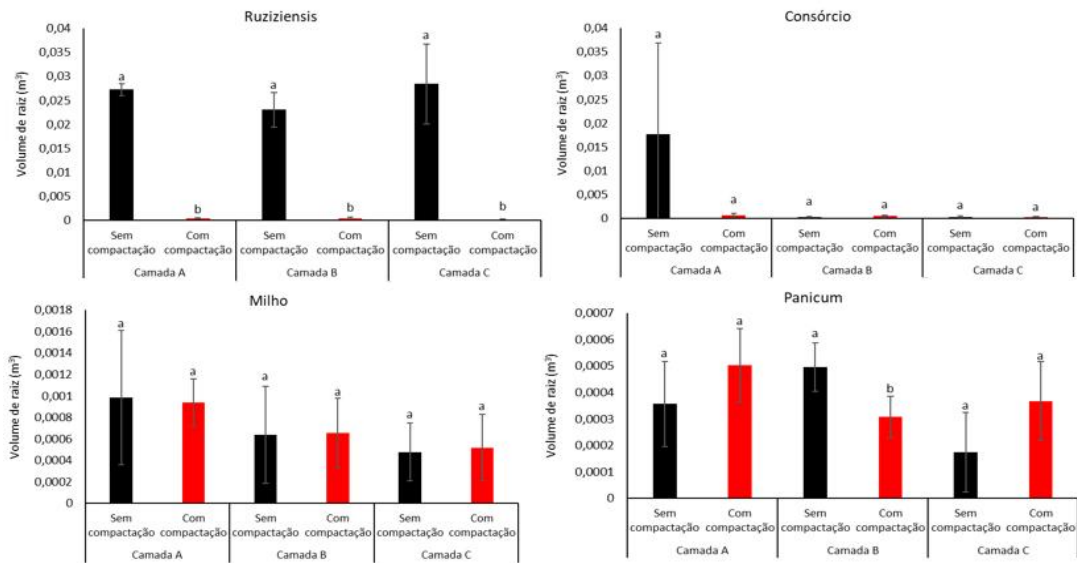 Ruziziensis
Volume de raiz (m³)
0,04
0,035
0,03
0,025
0,02
0,015
0,01
0,005
0
a
b
a
b
a
b
Sem compactação
Com compactação
Sem compactação
Com compactação
Sem compactação
Com compactação
Camada A
Camada B
Camada C
Consórcio
Volume de raiz (m³)
0,04
0,035
0,03
0,025
0,02
0,015
0,01
0,005
0
a
a
a
a
a
a
Sem compactação
Com compactação
Sem compactação
Com compactação
Sem compactação
Com compactação
Camada A
Camada B
Camada C
Milho
Volume de raiz (m³)
0,0018
0,0016
0,0014
0,0012
0,001
0,0008
0,0006
0,0004
0,0002
0
a
a
a
a
a
a
Sem compactação
Com compactação
Sem compactação
Com compactação
Sem compactação
Com compactação
Camada A
Camada B
Camada C
Panicum
Volume de raiz (m³)
0,0007
0,0006
0,0005
0,0004
0,0003
0,0002
0,0001
0
a
a
a
b
a
a
Sem compactação
Com compactação
Sem compactação
Com compactação
Sem compactação
Com compactação
Camada A
Camada B
Camada C